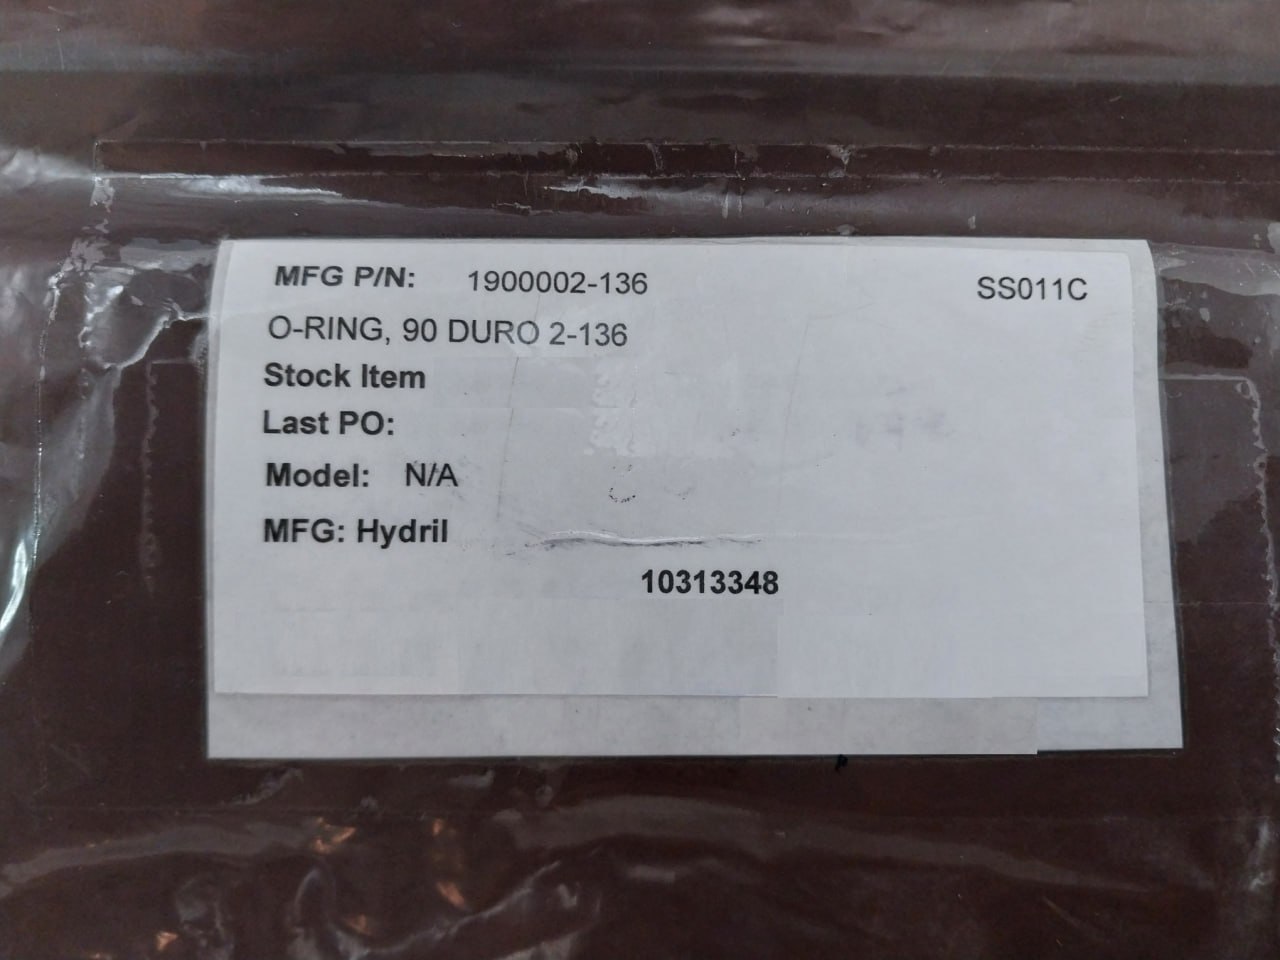 MFG P/N: 1900002-136 SS011C
O-RING, 90 DURO 2-136
Stock Item
Last PO:
Model: N/A
MFG: Hydril
10313348